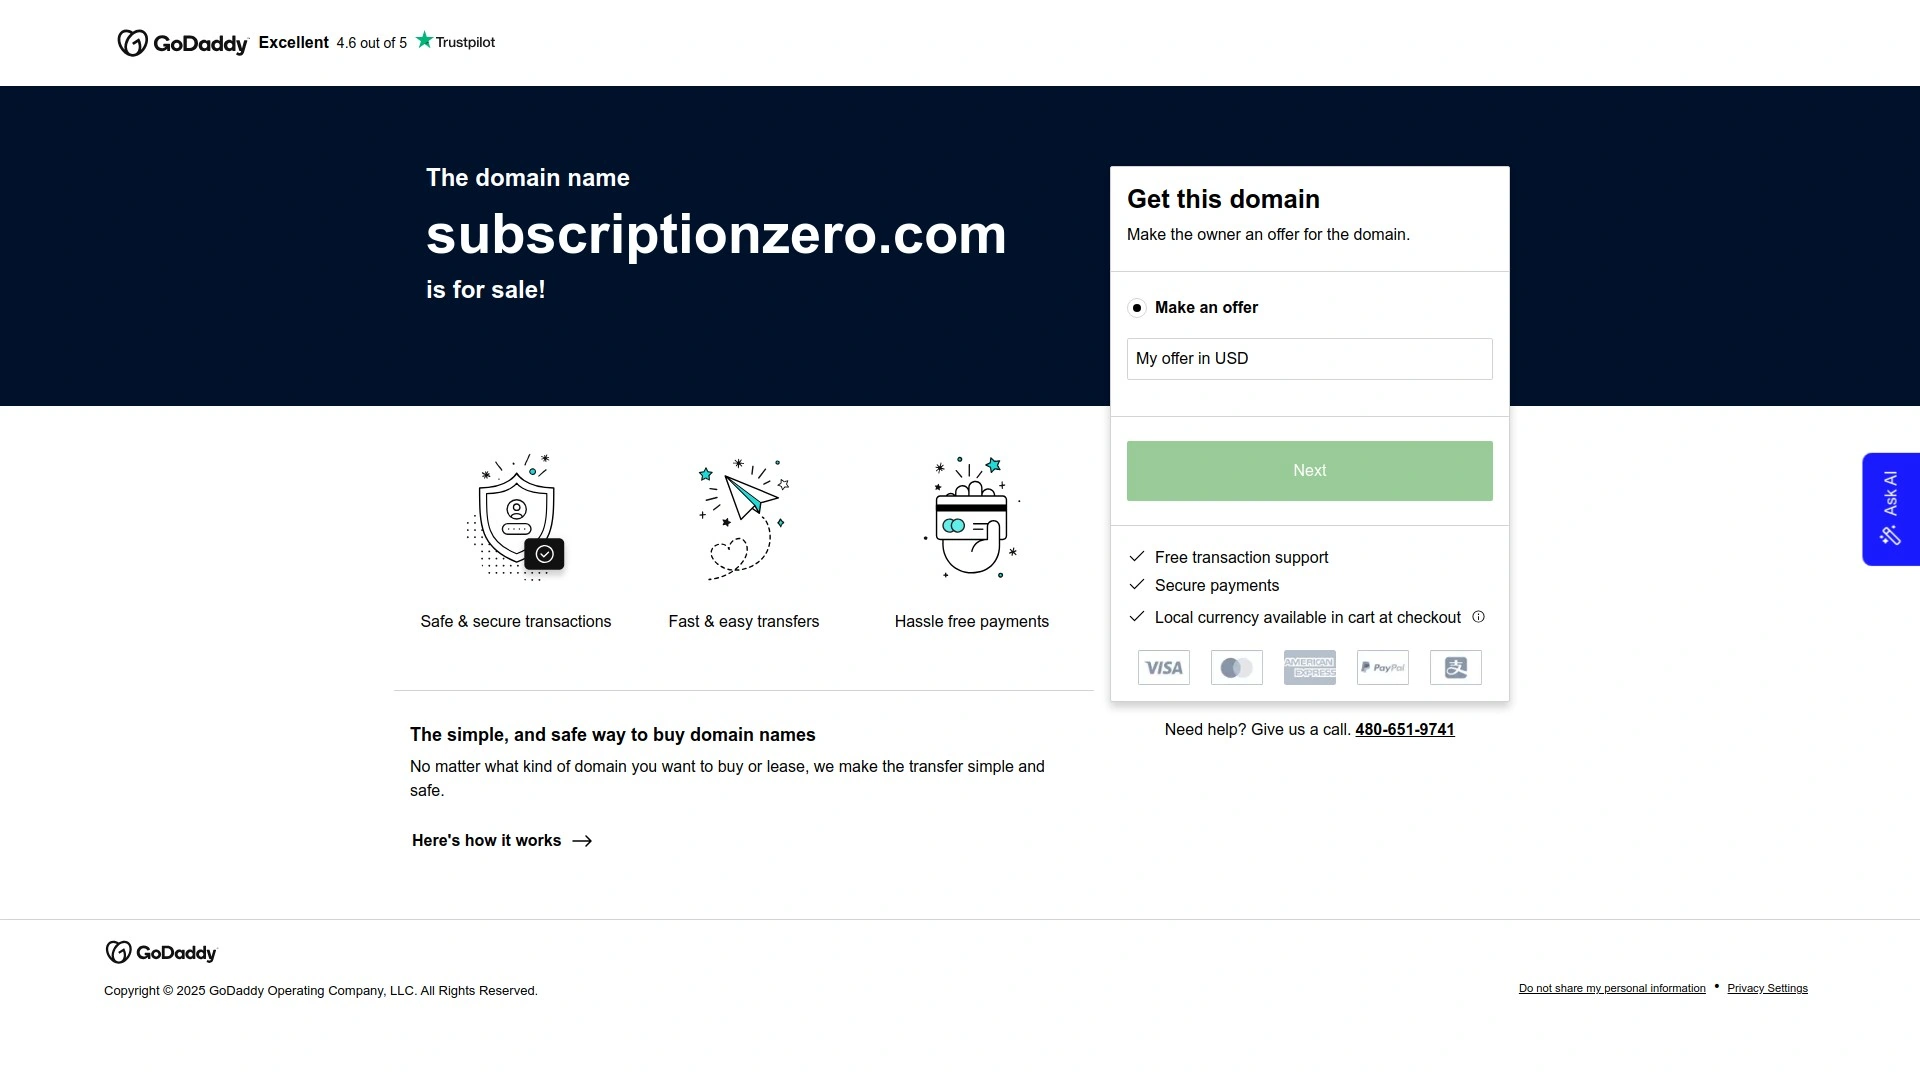 GoDaddy Excellent 4.6 out of 5 Trustpilot
The domain name
subscriptionzero.com
is for sale!
Get this domain
Make the owner an offer for the domain.
Make an offer
My offer in USD
Next
Free transaction support
Secure payments
Local currency available in cart at checkout
VISA
AMERICAN
EXPRESS
PayPal
支
Need help? Give us a call. 480-651-9741
Ask AI
Safe & secure transactions
Fast & easy transfers
Hassle free payments
The simple, and safe way to buy domain names
No matter what kind of domain you want to buy or lease, we make the transfer simple and
safe.
Here's how it works
GoDaddy
Copyright © 2025 GoDaddy Operating Company, LLC. All Rights Reserved.
Do not share my personal information • Privacy Settings